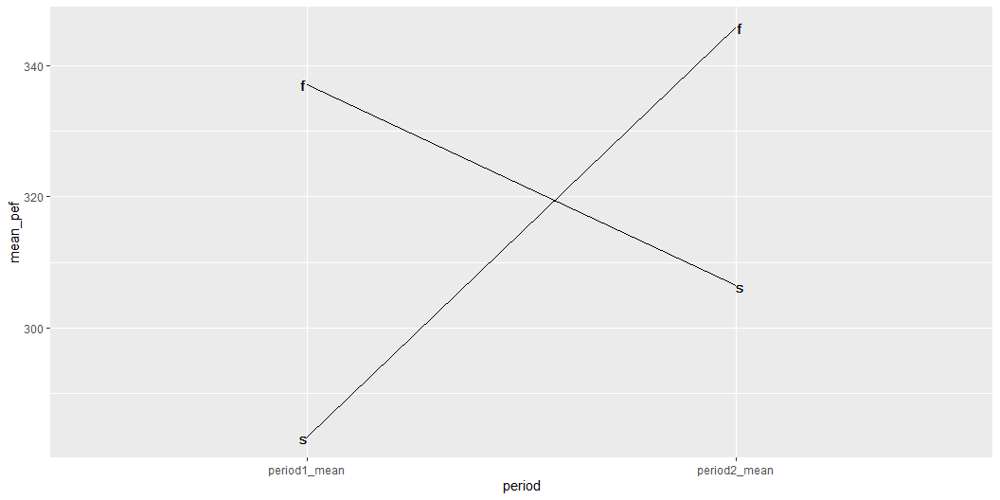 mean_pef
340
320
300
f
f
s
s
period1_mean
period2_mean
period